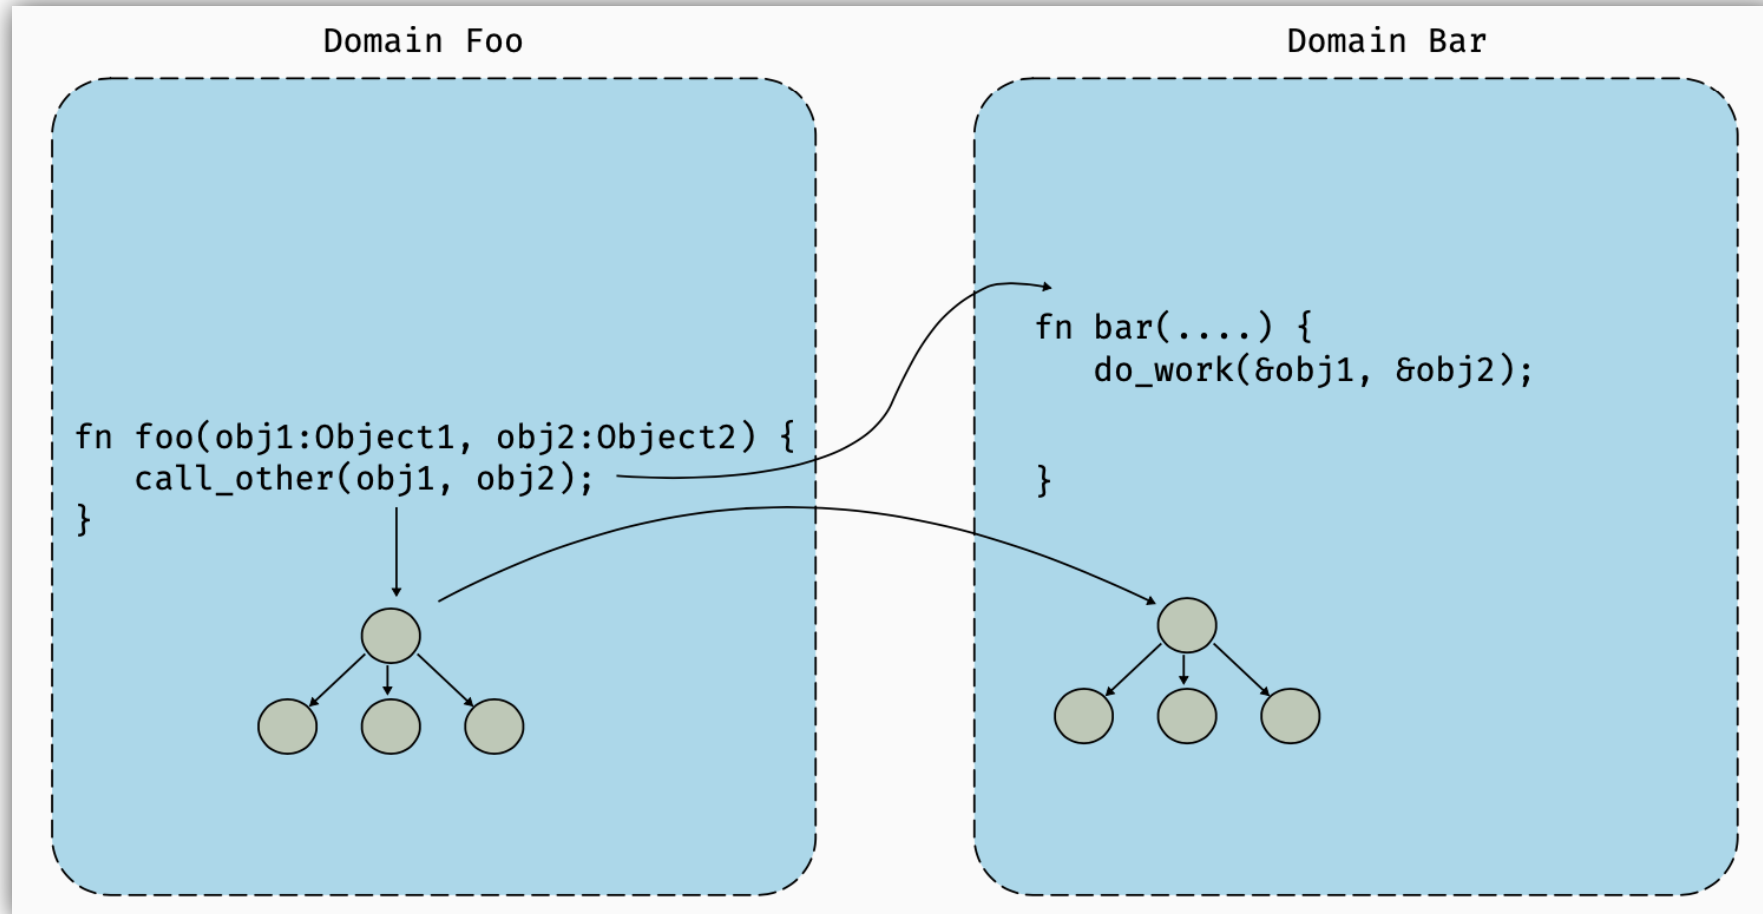 Domain Foo
Domain Bar
fn foo(obj1:Object1, obj2:Object2) {
   call_other(obj1, obj2);
}
fn bar(....) {
   do_work(&obj1, &obj2);
}